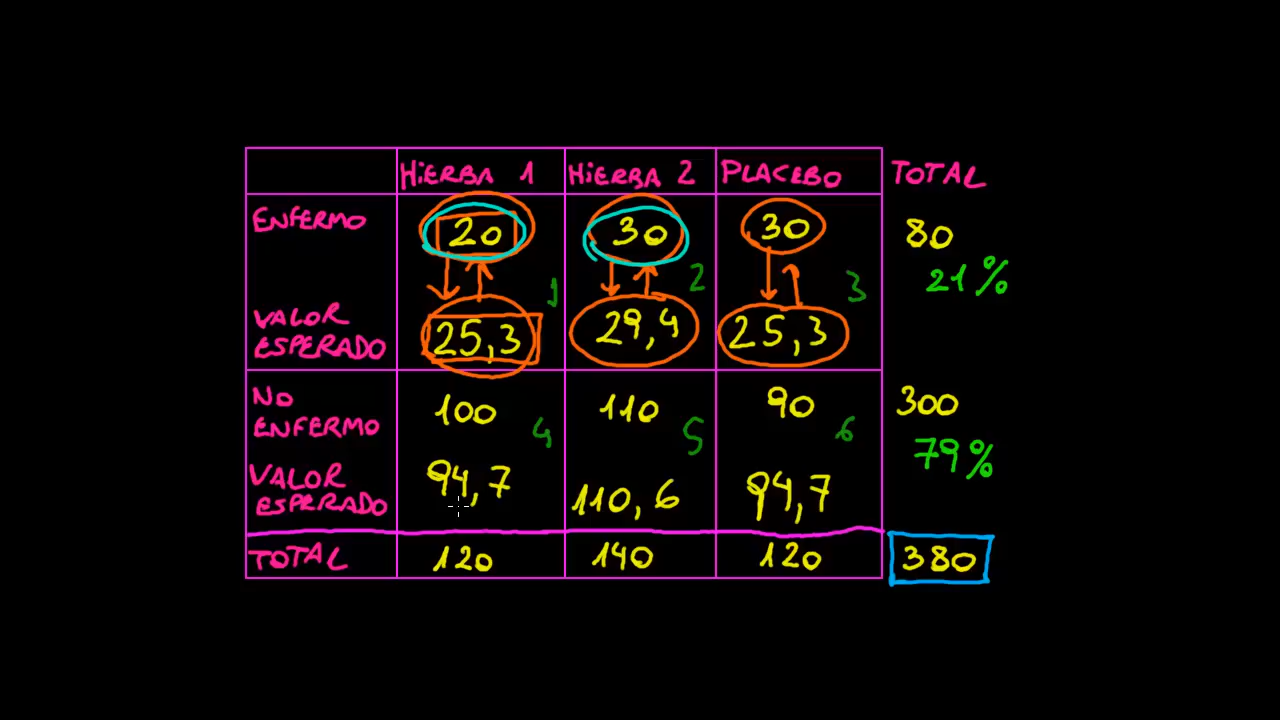 HiERBA 1 HiERBA 2 PLACEBO TOTAL
ENFERMO 20 30 30 80
21%
1 2 3
VALOR
ESPERADO 25,3 29,4 25,3
NO
ENFERMO 100 110 90 300
4 5 6
79%
VALOR
ESPERADO 94,7 110,6 94,7
TOTAL 120 140 120 380